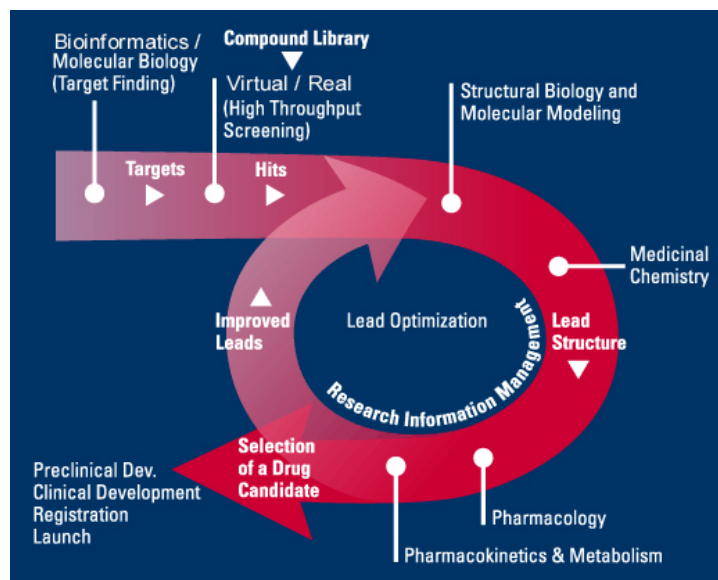 Bioinformatics /
Molecular Biology
(Target Finding)
Compound Library
Virtual / Real
(High Throughput
Screening)
Structural Biology and
Molecular Modeling
Targets
Hits
Medicinal
Chemistry
Improved
Leads
Lead Optimization
Lead
Structure
Research Information Management
Selection
of a Drug
Candidate
Preclinical Dev.
Clinical Development
Registration
Launch
Pharmacology
Pharmacokinetics & Metabolism